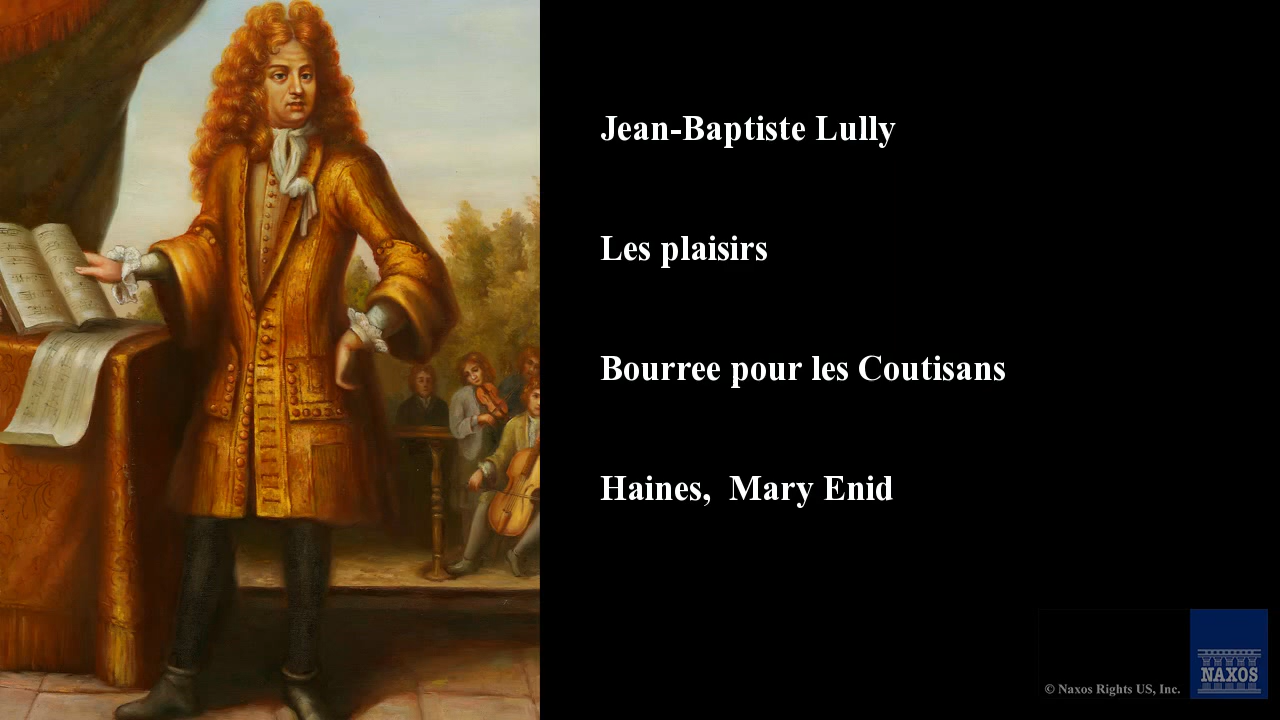 Jean-Baptiste Lully
Les plaisirs
Bourree pour les Coutisans
Haines, Mary Enid
© Naxos Rights US, Inc.
NAXOS